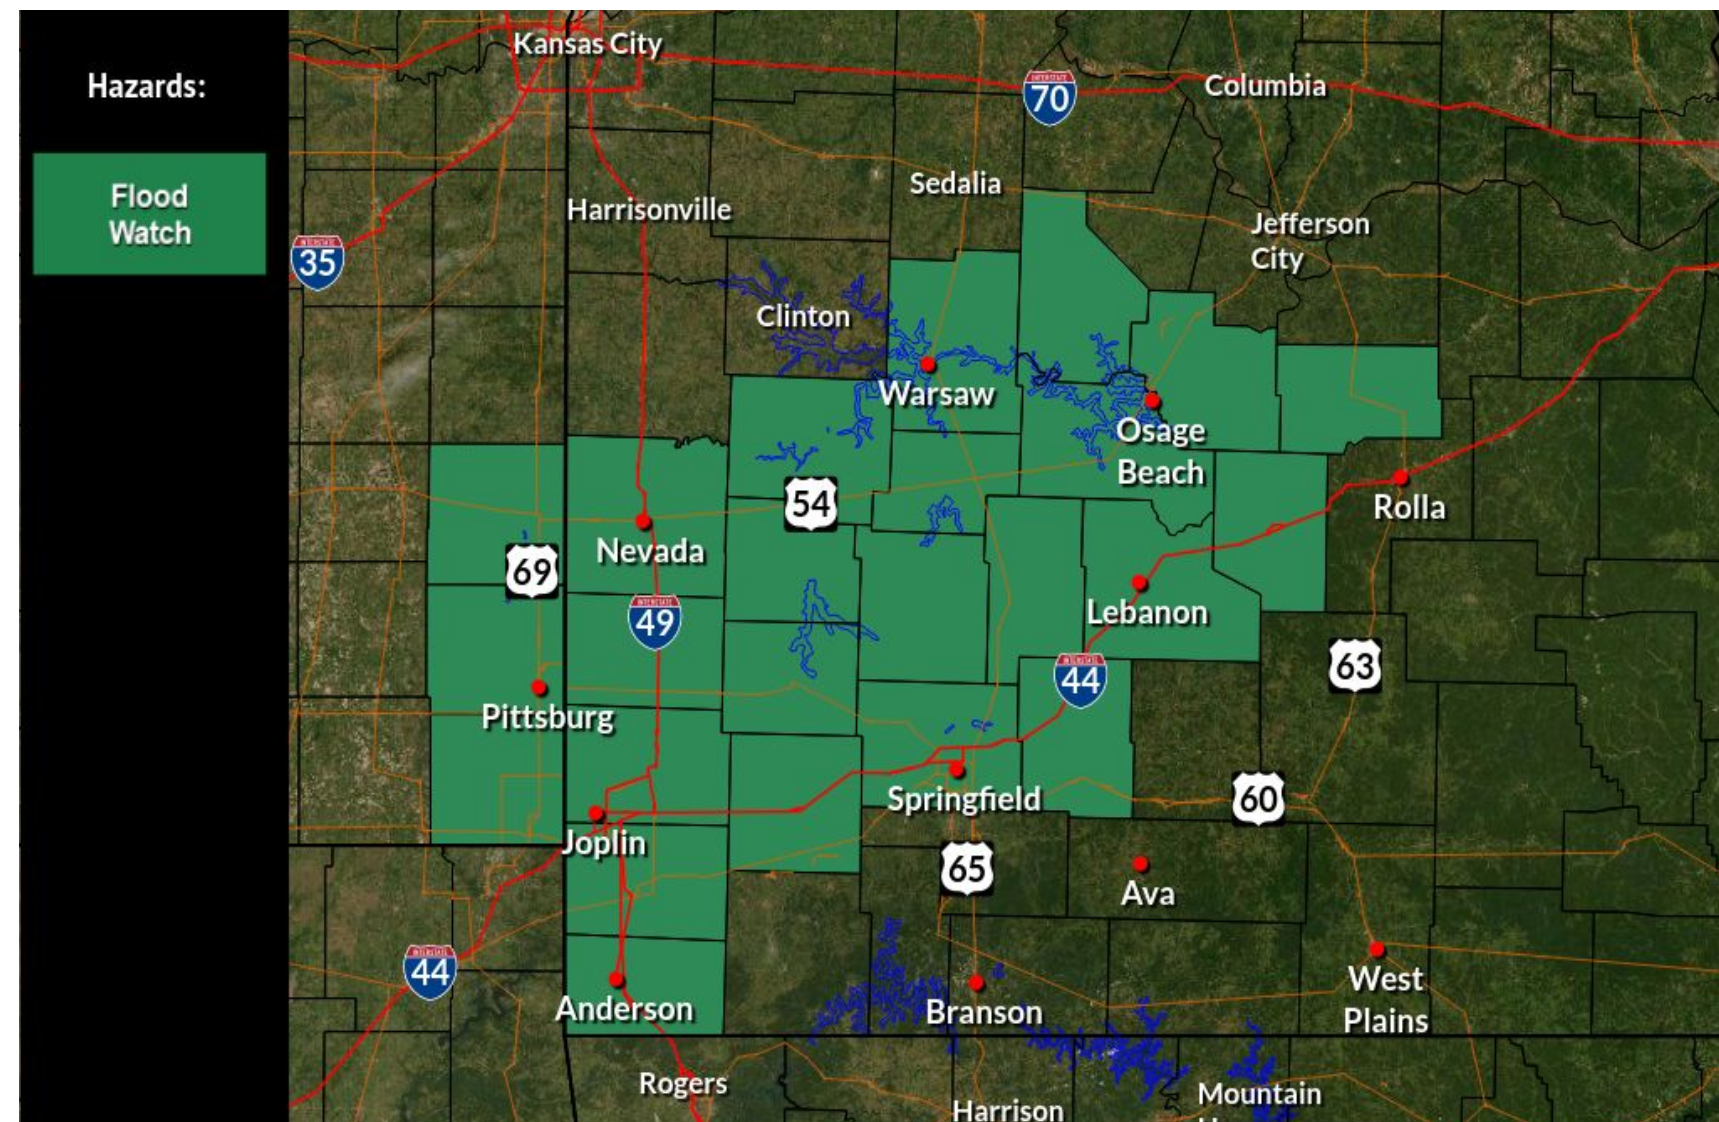 Hazards:
Flood
Watch
Kansas City
70
Columbia
Sedalia
Harrisonville
Jefferson
City
35
Clinton
Warsaw
Osage
Beach
54
Rolla
Nevada
69
49
Lebanon
44
63
Pittsburg
Springfield
60
Joplin
65
Ava
44
Anderson
Branson
West
Plains
Rogers
Harrison
Mountain